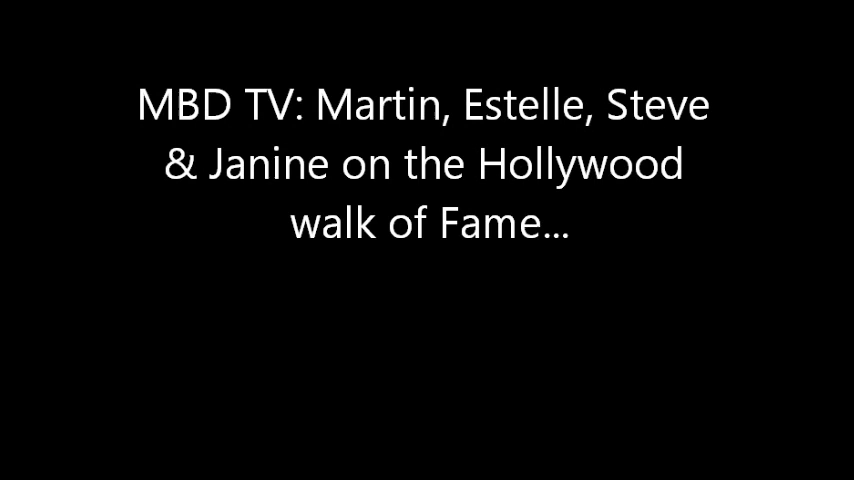 MBD TV: Martin, Estelle, Steve
& Janine on the Hollywood
walk of Fame...